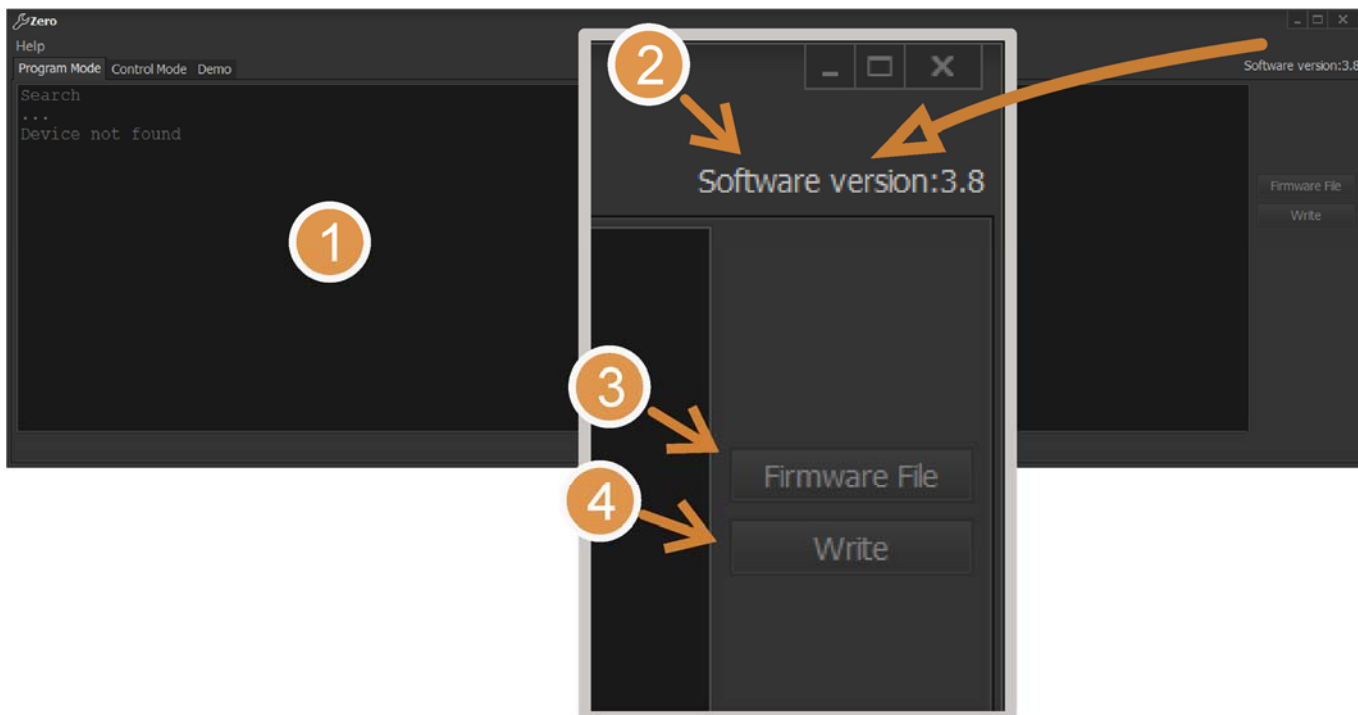 Zero
Help
Program Mode Control Mode Demo
Software version:3.8
Search
...
Device not found
Firmware File
Write
1
2
Software version:3.8
3
Firmware File
4
Write